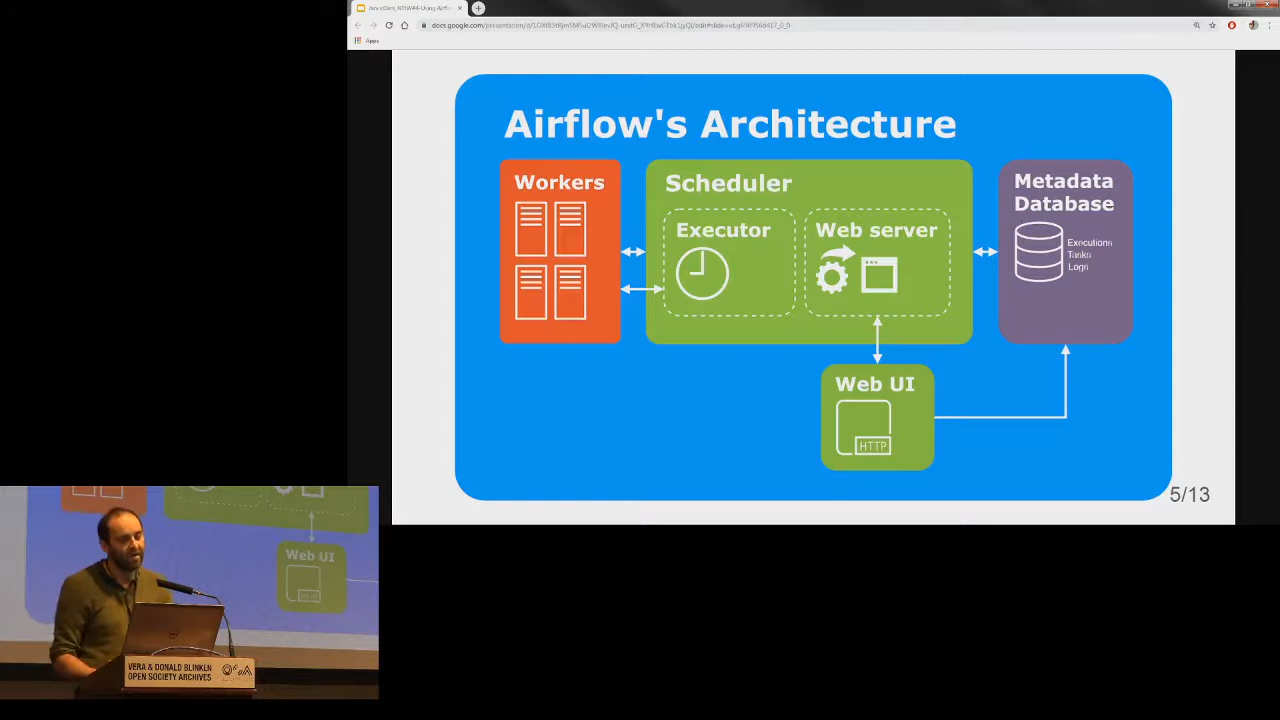 Apps
Airflow's Architecture
Workers
Scheduler
Executor
Web server
Metadata
Database
Executions
Tasks
Logs
Web UI
HTTP
5/13
Web UI
VERA & DONALD BLINKEN
OPEN SOCIETY ARCHIVES